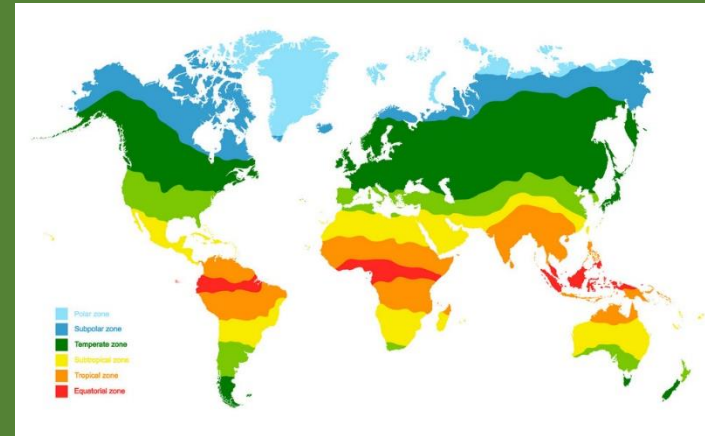 Polar zone
Subpolar zone
Temperate zone
Subtropical zone
Tropical zone
Equatorial zone